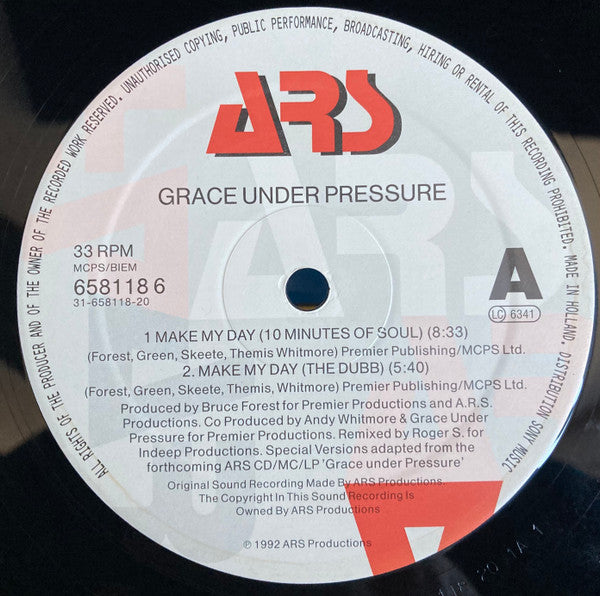 ALL RIGHTS OF THE PRODUCER AND OF THE OWNER OF THE RECORDED WORK RESERVED. UNAUTHORISED COPYING, PUBLIC PERFORMANCE, BROADCASTING, HIRING OR RENTAL OF THIS RECORDING PROHIBITED. MADE IN HOLLAND. DISTRIBUTION SONY MUSIC
ARS
GRACE UNDER PRESSURE
33 RPM
MCPS/BIEM
658118 6
31-658118-20
A
LC 6341
1 MAKE MY DAY (10 MINUTES OF SOUL) (8:33)
(Forest, Green, Skeete, Themis Whitmore) Premier Publishing/MCPS Ltd.
2. MAKE MY DAY (THE DUBB) (5:40)
(Forest, Green, Skeete, Themis, Whitmore) Premier Publishing/MCPS Ltd.
Produced by Bruce Forest for Premier Productions and A.R.S.
Productions. Co Produced by Andy Whitmore & Grace Under
Pressure for Premier Productions. Remixed by Roger S. for
Indeep Productions. Special Versions adapted from the
forthcoming ARS CD/MC/LP 'Grace under Pressure'
Original Sound Recording Made By ARS Productions.
The Copyright In This Sound Recording Is
Owned By ARS Productions
℗ 1992 ARS Productions